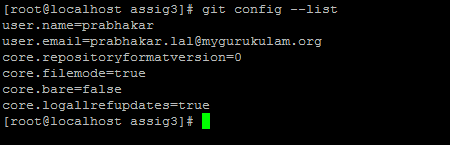 [root@localhost assig3]# git config --list
user.name=prabhakar
user.email=prabhakar.lal@mygurukulam.org
core.repositoryformatversion=0
core.filemode=true
core.bare=false
core.logallrefupdates=true
[root@localhost assig3]#